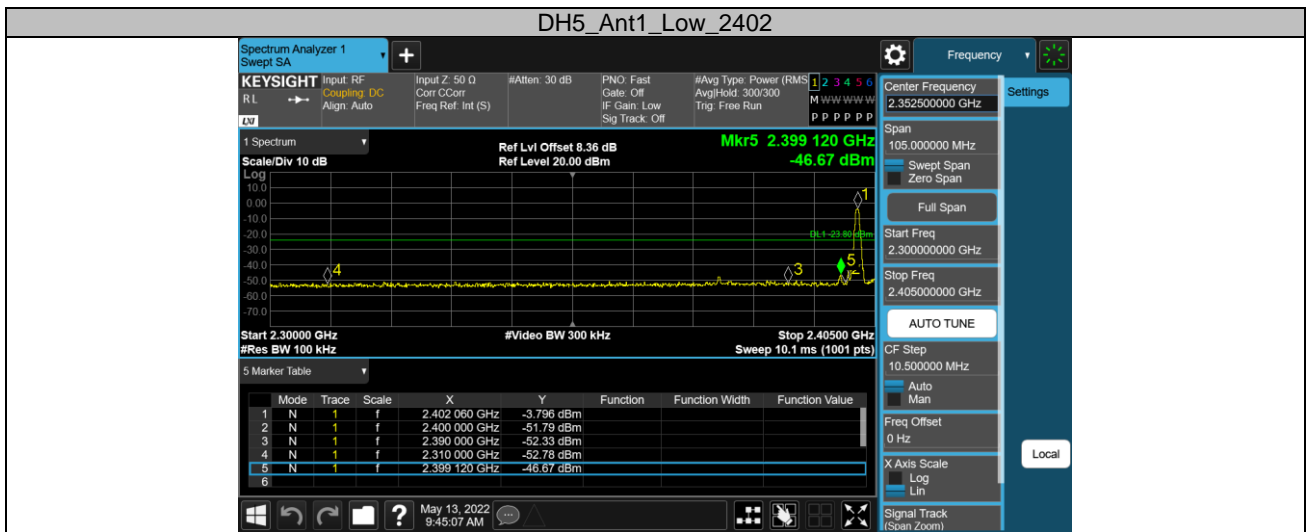 DH5_Ant1_Low_2402
Spectrum Analyzer 1
Swept SA
Frequency
KEYSIGHT
RL
LXI
Input: RF
Coupling: DC
Align: Auto
Input Z: 50 Ω
Corr CCorr
Freq Ref: Int (S)
#Atten: 30 dB
PNO: Fast
Gate: Off
IF Gain: Low
Sig Track: Off
#Avg Type: Power (RMS
Avg|Hold: 300/300
Trig: Free Run
1 2 3 4 5 6
M W W W W W
P P P P P P
1 Spectrum
Scale/Div 10 dB
Ref Lvl Offset 8.36 dB
Ref Level 20.00 dBm
Mkr5 2.399 120 GHz
-46.67 dBm
Log
10.0
0.00
-10.0
-20.0
-30.0
-40.0
-50.0
-60.0
-70.0
1
DL1 -23.80 dBm
4
3
5
Start 2.30000 GHz
#Video BW 300 kHz
Stop 2.40500 GHz
#Res BW 100 kHz
Sweep 10.1 ms (1001 pts)
5 Marker Table
Mode Trace Scale X Y Function Function Width Function Value
1 N 1 f 2.402 060 GHz -3.796 dBm
2 N 1 f 2.400 000 GHz -51.79 dBm
3 N 1 f 2.390 000 GHz -52.33 dBm
4 N 1 f 2.310 000 GHz -52.78 dBm
5 N 1 f 2.399 120 GHz -46.67 dBm
6
May 13, 2022
9:45:07 AM
Center Frequency
2.352500000 GHz
Settings
Span
105.000000 MHz
Swept Span
Zero Span
Full Span
Start Freq
2.300000000 GHz
Stop Freq
2.405000000 GHz
AUTO TUNE
CF Step
10.500000 MHz
Auto
Man
Freq Offset
0 Hz
Local
X Axis Scale
Log
Lin
Signal Track
(Span Zoom)